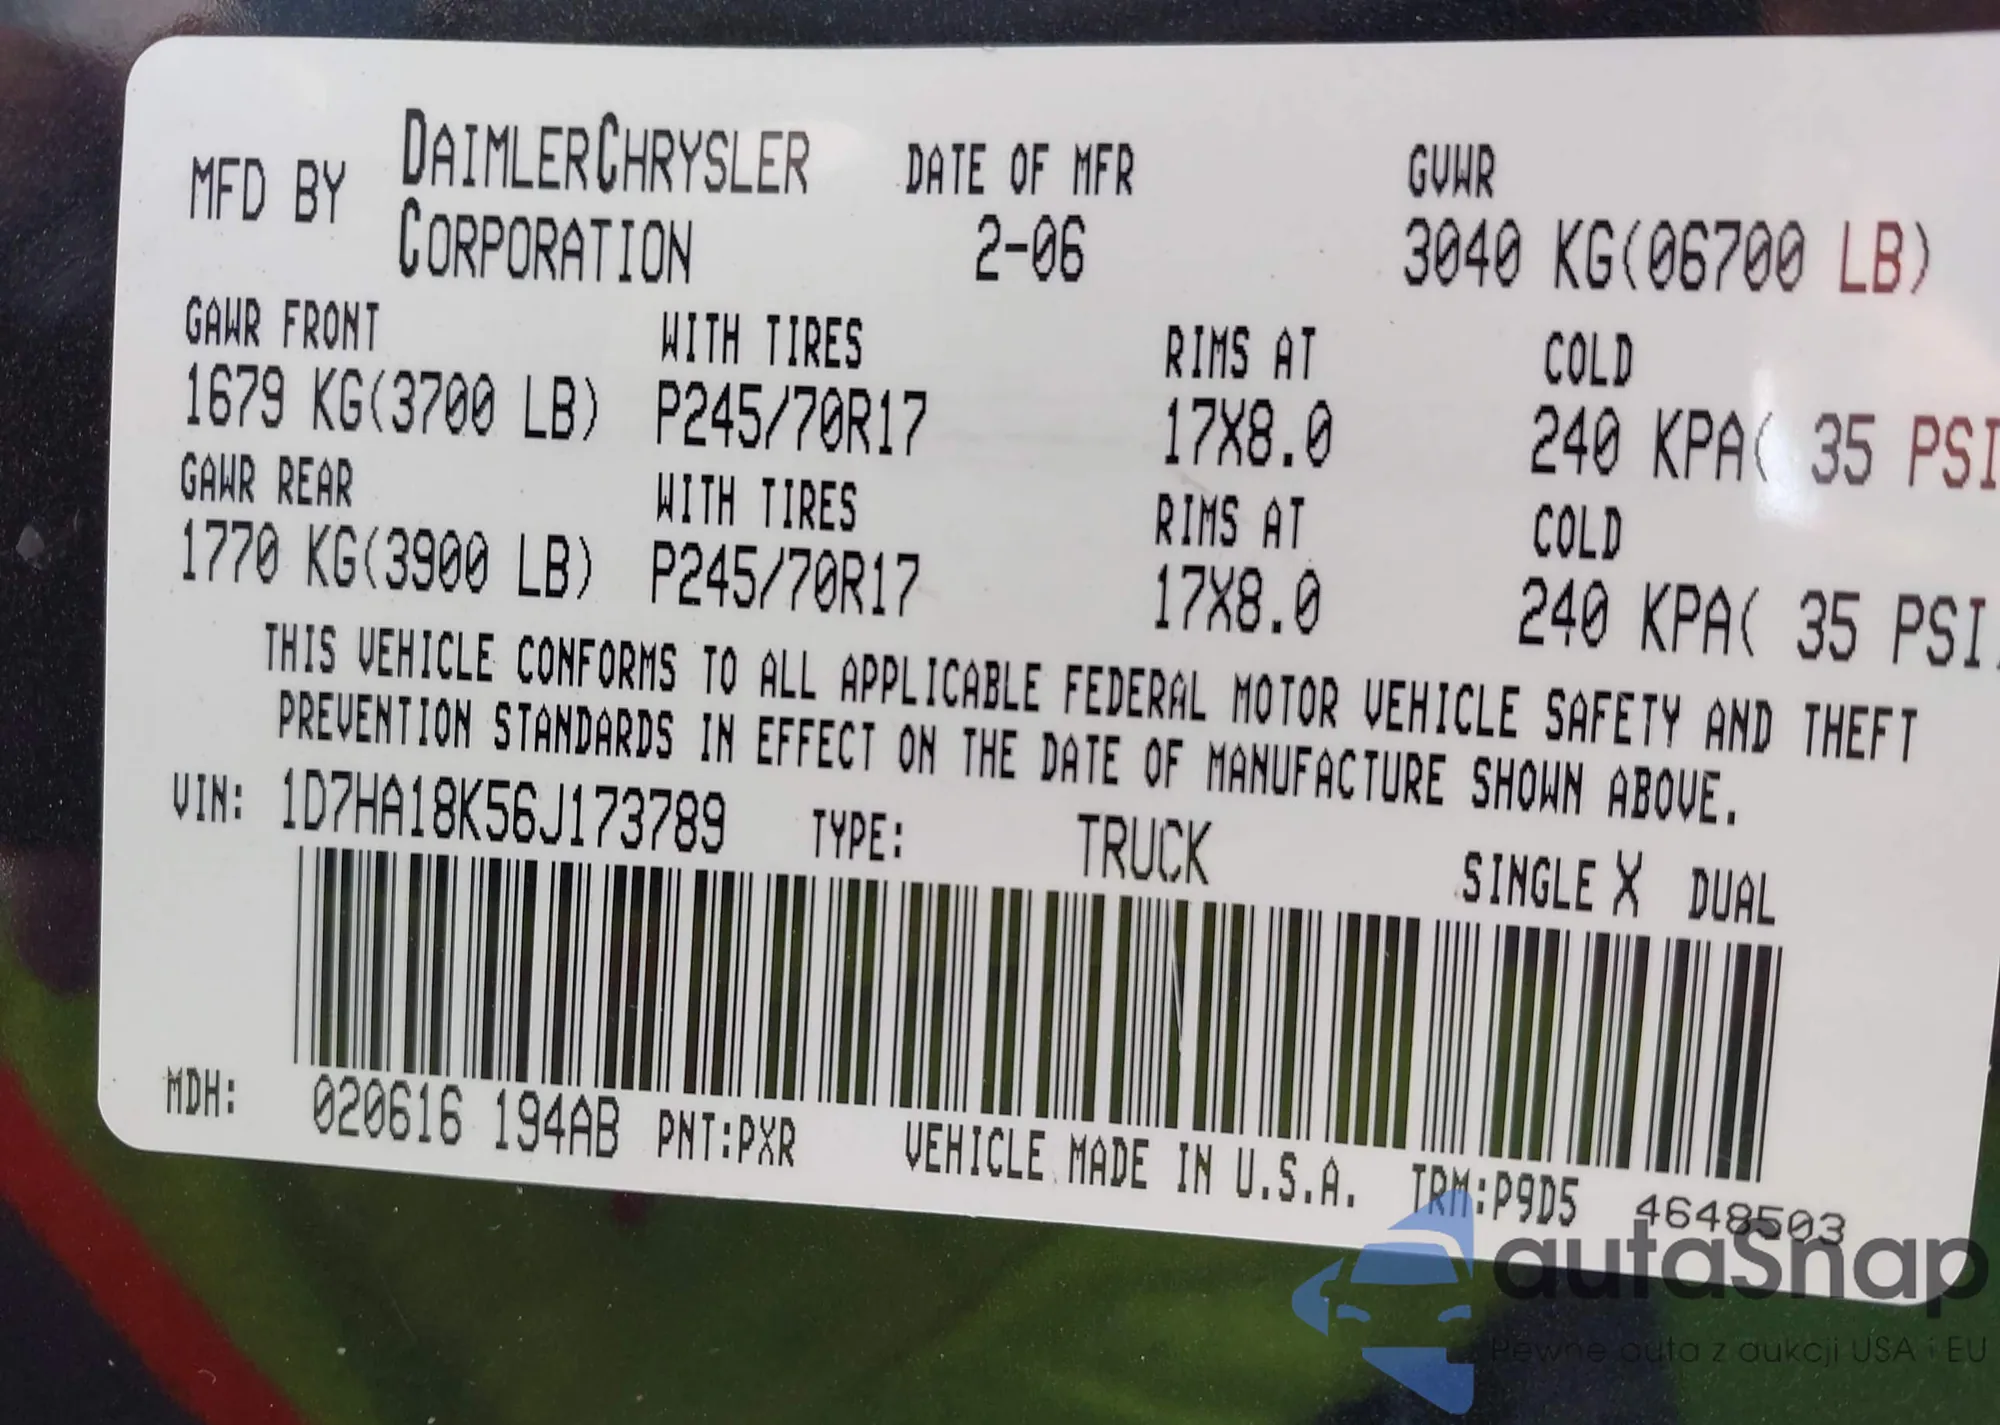 MFD BY DAIMLERCHRYSLER CORPORATION DATE OF MFR GVWR
2-06 3040 KG(06700 LB)
GAWR FRONT WITH TIRES RIMS AT COLD
1679 KG(3700 LB) P245/70R17 17X8.0 240 KPA( 35 PSI
GAWR REAR WITH TIRES RIMS AT COLD
1770 KG(3900 LB) P245/70R17 17X8.0 240 KPA( 35 PSI
THIS VEHICLE CONFORMS TO ALL APPLICABLE FEDERAL MOTOR VEHICLE SAFETY AND THEFT
PREVENTION STANDARDS IN EFFECT ON THE DATE OF MANUFACTURE SHOWN ABOVE.
VIN: 1D7HA18K56J173789 TYPE: TRUCK SINGLE X DUAL
MDH: 020616 194AB PNT:PXR VEHICLE MADE IN U.S.A. TRM:P9D5 4648503
autaSnap
Pewne auta z aukcji USA i EU